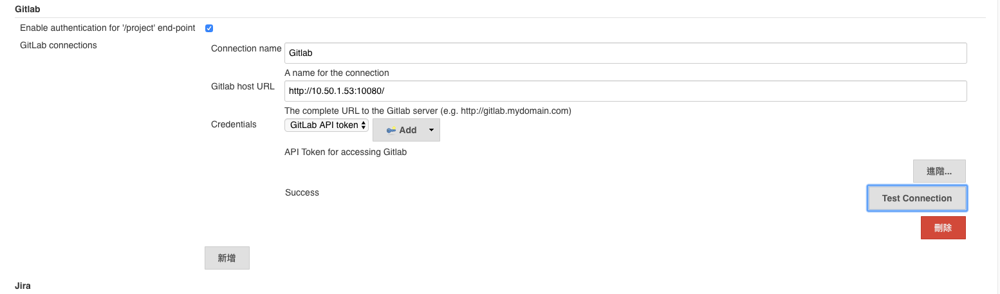 Gitlab
Enable authentication for '/project' end-point
GitLab connections
Connection name
Gitlab
A name for the connection
Gitlab host URL
http://10.50.1.53:10080/
The complete URL to the Gitlab server (e.g. http://gitlab.mydomain.com)
Credentials
GitLab API token
Add
API Token for accessing Gitlab
進階...
Success
Test Connection
刪除
新增
Jira